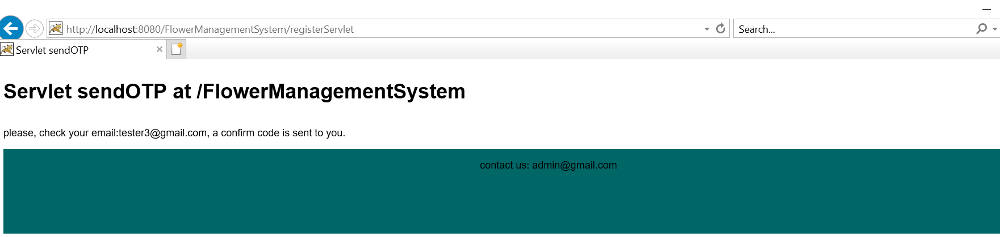 http://localhost:8080/FlowerManagementSystem/registerServlet
Search...
Servlet sendOTP
Servlet sendOTP at /FlowerManagementSystem
please, check your email:tester3@gmail.com, a confirm code is sent to you.
contact us: admin@gmail.com